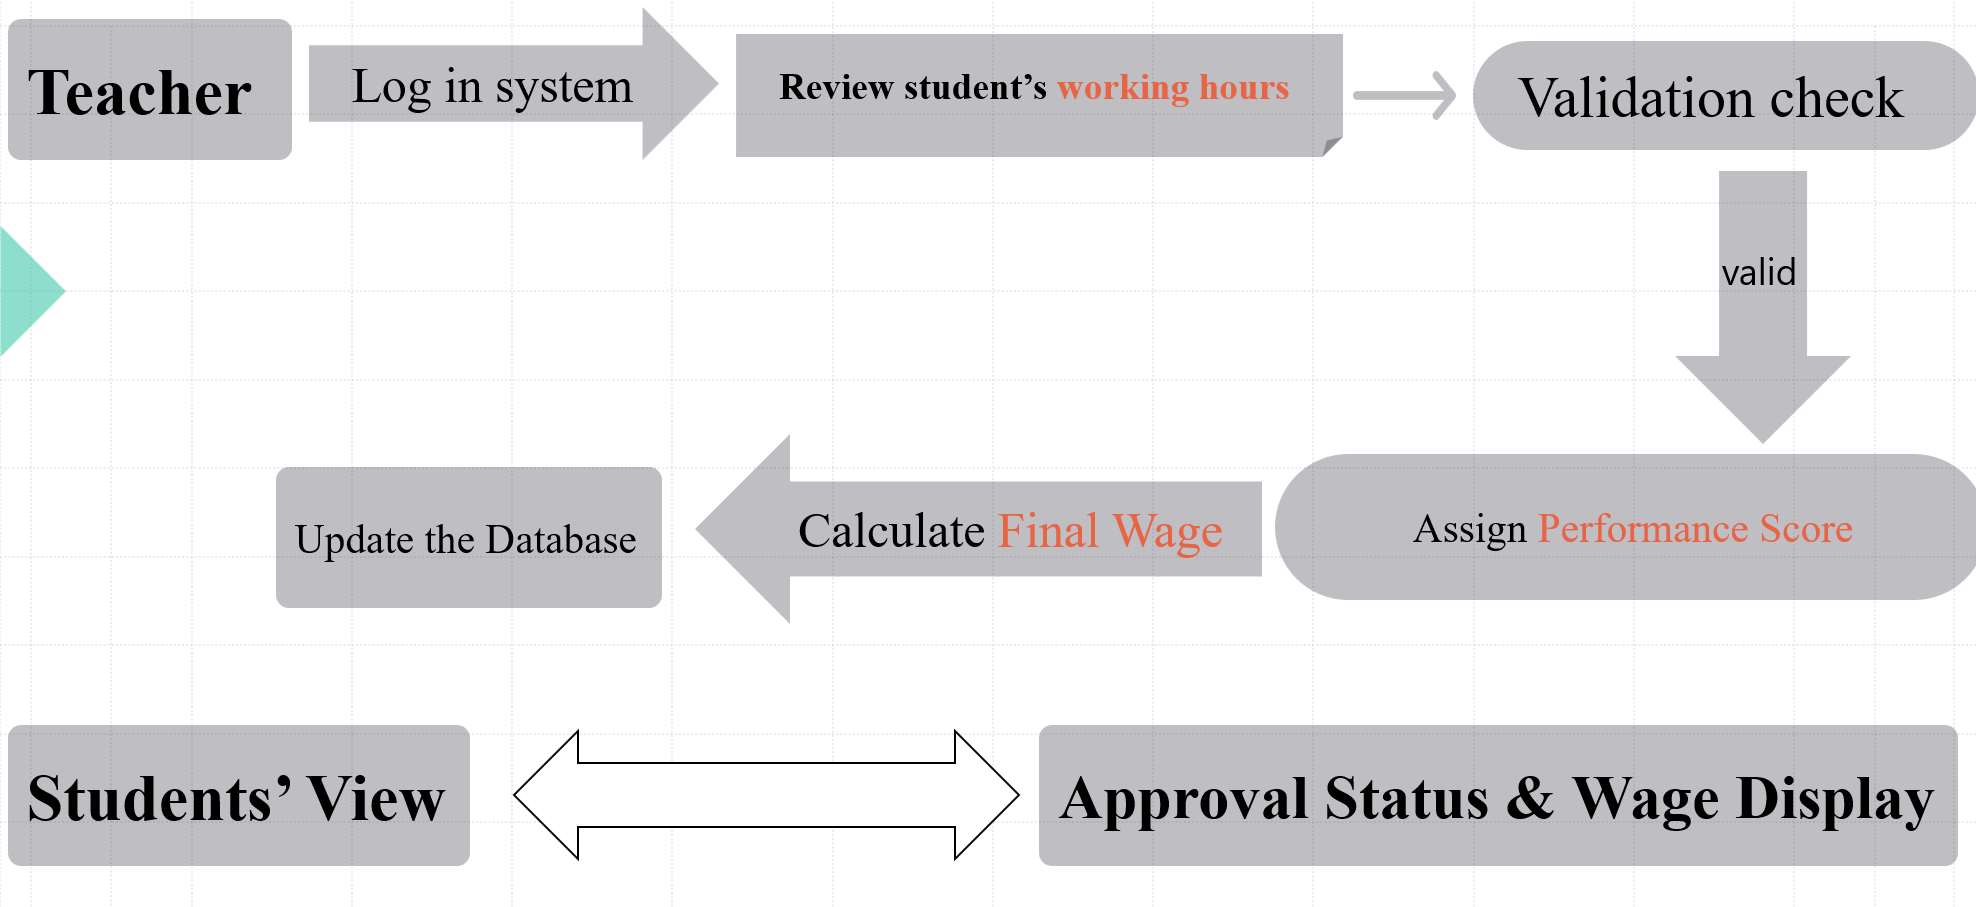 Teacher
Log in system
Review student’s working hours
Validation check
valid
Assign Performance Score
Calculate Final Wage
Update the Database
Students’ View
Approval Status & Wage Display